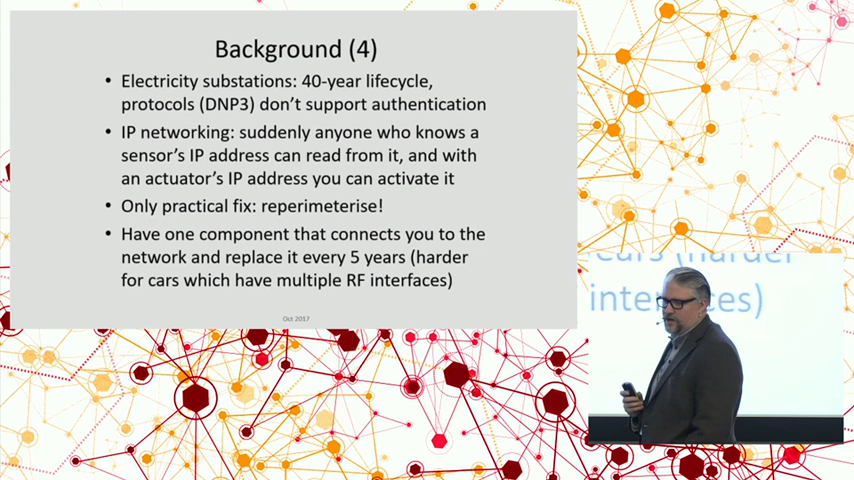 Background (4)
• Electricity substations: 40-year lifecycle,
protocols (DNP3) don't support authentication
• IP networking: suddenly anyone who knows a
sensor's IP address can read from it, and with
an actuator's IP address you can activate it
• Only practical fix: reperimeterise!
• Have one component that connects you to the
network and replace it every 5 years (harder
for cars which have multiple RF interfaces)
Oct 2017
cars (harder
interfaces)